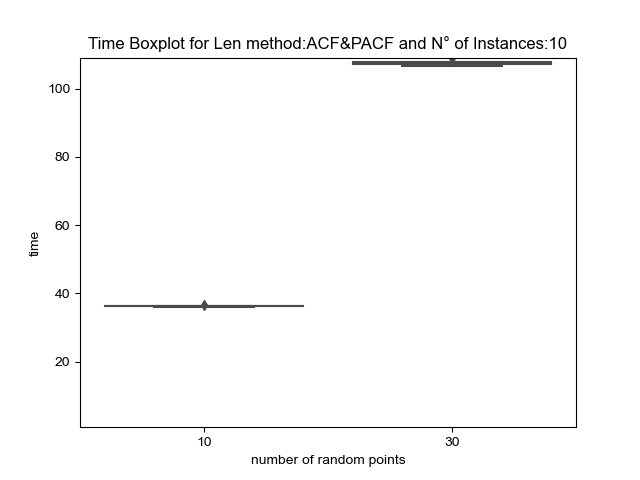 Time Boxplot for Len method:ACF&PACF and N° of Instances:10
100
80
60
40
20
time
10 30
number of random points